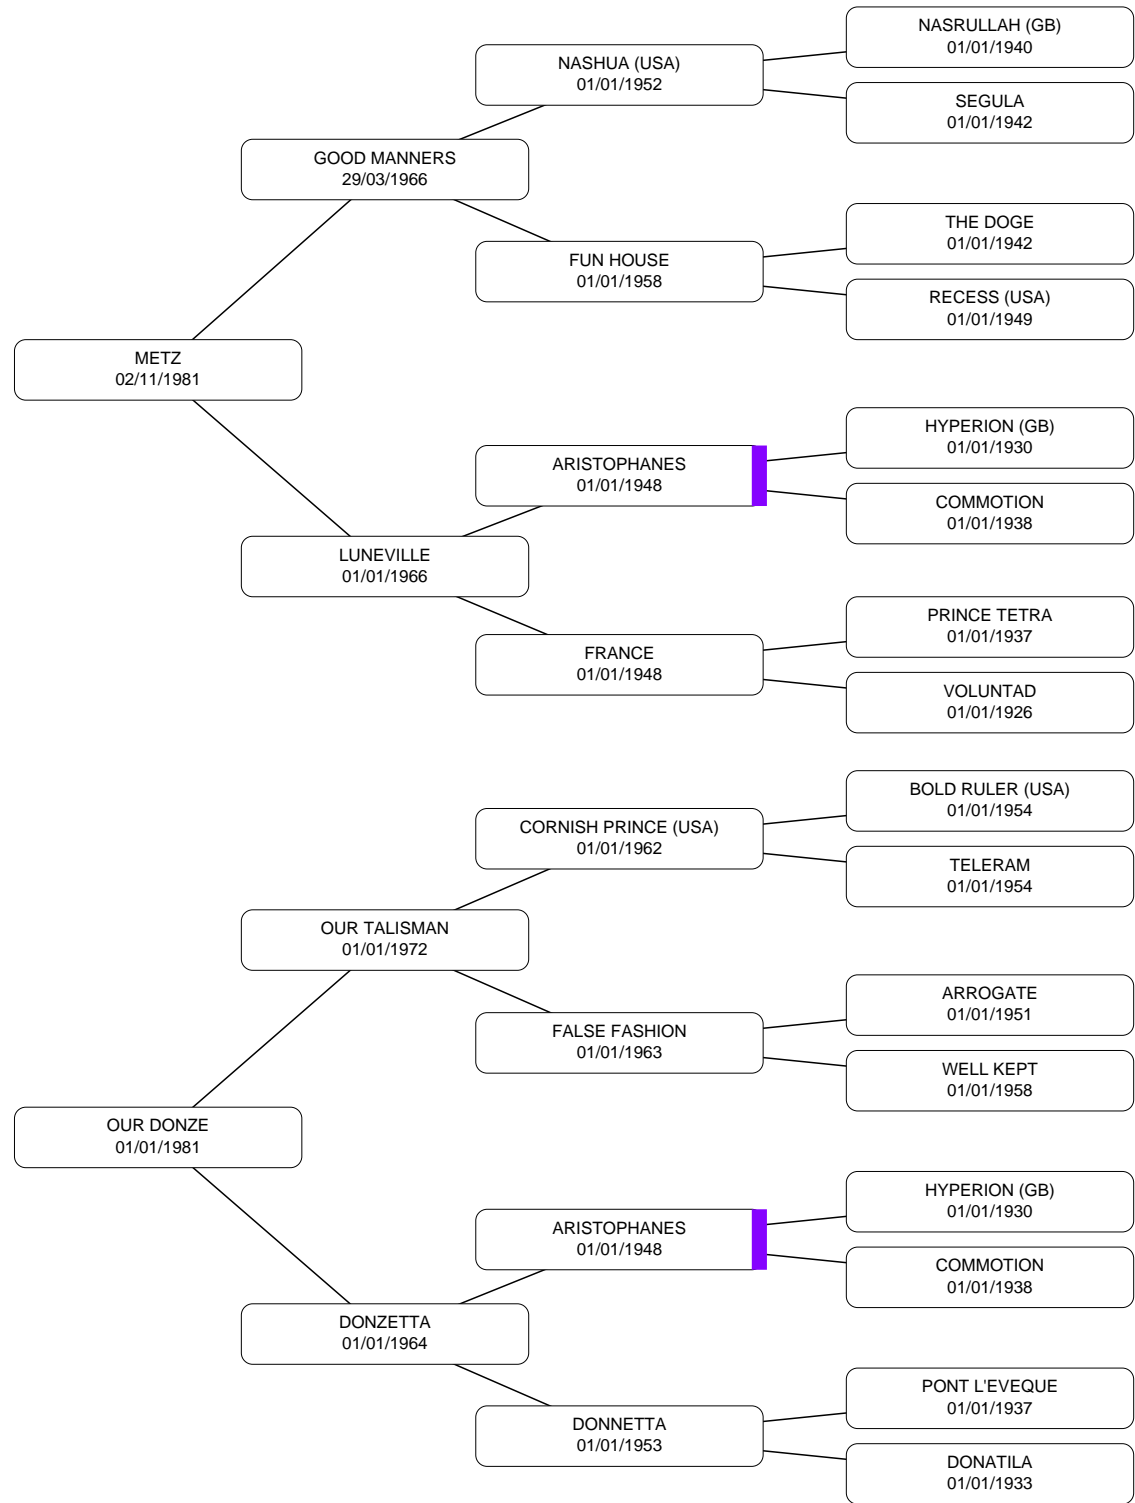 NASRULLAH (GB)
01/01/1940
NASHUA (USA)
01/01/1952
SEGULA
01/01/1942
GOOD MANNERS
29/03/1966
THE DOGE
01/01/1942
FUN HOUSE
01/01/1958
RECESS (USA)
01/01/1949
METZ
02/11/1981
HYPERION (GB)
01/01/1930
ARISTOPHANES
01/01/1948
COMMOTION
01/01/1938
LUNEVILLE
01/01/1966
PRINCE TETRA
01/01/1937
FRANCE
01/01/1948
VOLUNTAD
01/01/1926
BOLD RULER (USA)
01/01/1954
CORNISH PRINCE (USA)
01/01/1962
TELERAM
01/01/1954
OUR TALISMAN
01/01/1972
ARROGATE
01/01/1951
FALSE FASHION
01/01/1963
WELL KEPT
01/01/1958
OUR DONZE
01/01/1981
HYPERION (GB)
01/01/1930
ARISTOPHANES
01/01/1948
COMMOTION
01/01/1938
DONZETTA
01/01/1964
PONT L'EVEQUE
01/01/1937
DONNETTA
01/01/1953
DONATILA
01/01/1933